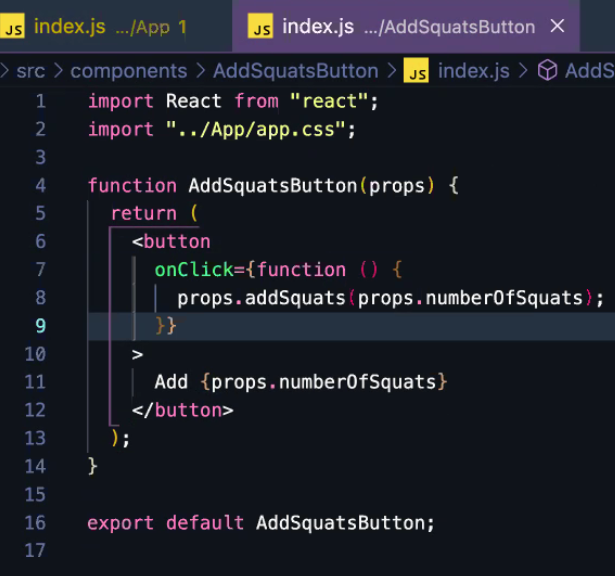 JS index.js .../App 1 JS index.js .../AddSquatsButton ×
> src > components > AddSquatsButton > JS index.js > AddS
1 import React from "react";
2 import "../App/app.css";
3
4 function AddSquatsButton(props) {
5   return (
6     <button
7       onClick={function () {
8         props.addSquats(props.numberOfSquats);
9       }}
10     >
11       Add {props.numberOfSquats}
12     </button>
13   );
14 }
15
16 export default AddSquatsButton;
17